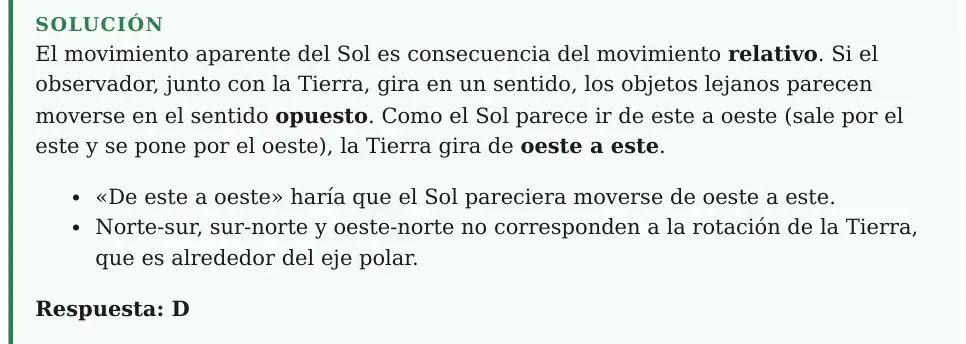 SOLUCIÓN
El movimiento aparente del Sol es consecuencia del movimiento relativo. Si el
observador, junto con la Tierra, gira en un sentido, los objetos lejanos parecen
moverse en el sentido opuesto. Como el Sol parece ir de este a oeste (sale por el
este y se pone por el oeste), la Tierra gira de oeste a este.
• «De este a oeste» haría que el Sol pareciera moverse de oeste a este.
• Norte-sur, sur-norte y oeste-norte no corresponden a la rotación de la Tierra,
que es alrededor del eje polar.
Respuesta: D